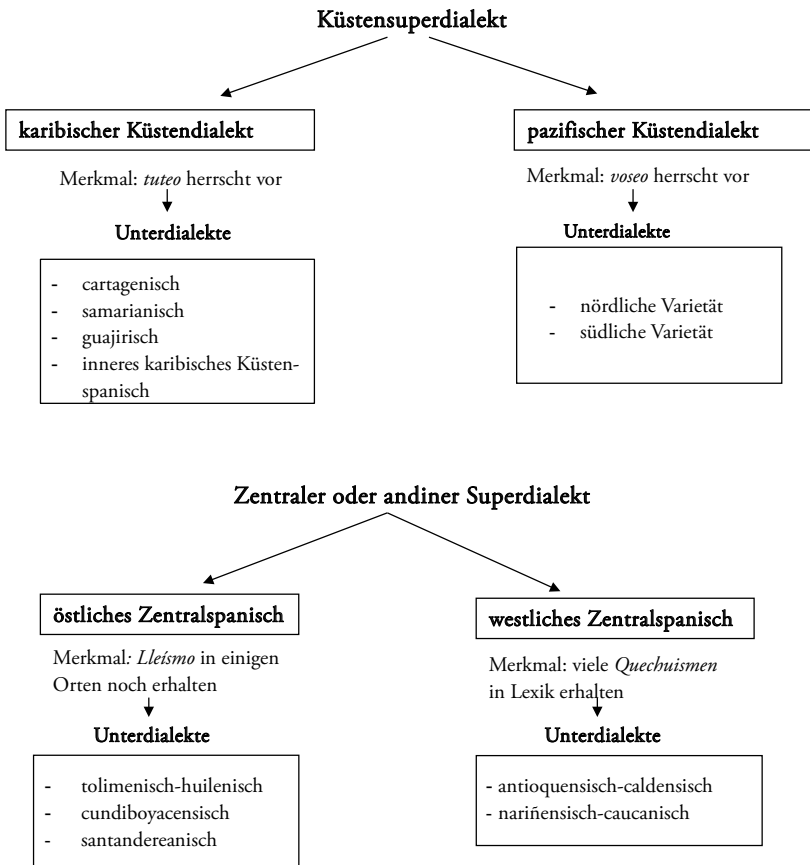 Küstensuperdialekt
karibischer Küstendialekt
Merkmal: tuteo herrscht vor
Unterdialekte
- cartagenisch
- samarianisch
- guajirisch
- inneres karibisches Küsten-
spanisch
pazifischer Küstendialekt
Merkmal: voseo herrscht vor
Unterdialekte
- nördliche Varietät
- südliche Varietät
Zentraler oder andiner Superdialekt
östliches Zentralspanisch
Merkmal: Lleísmo in einigen
Orten noch erhalten
Unterdialekte
- tolimenisch-huilenisch
- cundiboyacensisch
- santandereanisch
westliches Zentralspanisch
Merkmal: viele Quechuismen
in Lexik erhalten
Unterdialekte
- antioquensisch-caldensisch
- nariñensisch-caucanisch